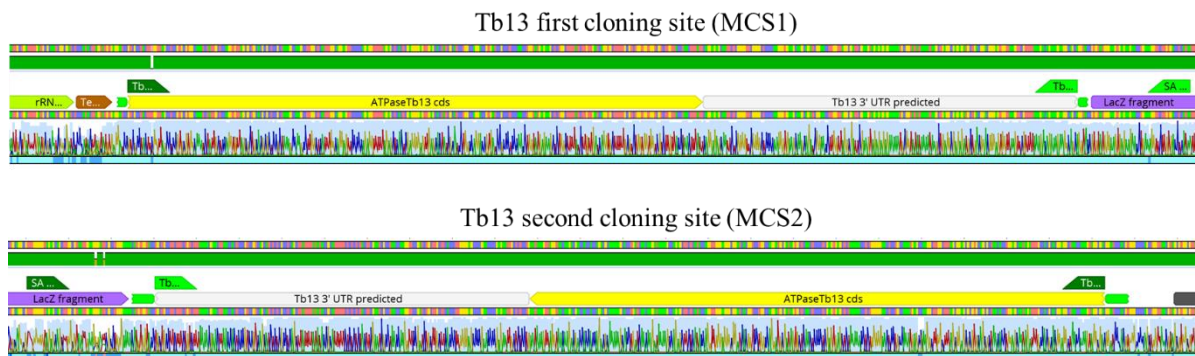 Tb13 first cloning site (MCS1)
Tb... Tb... SA ...
rRN... Te... ATPaseTb13 cds Tb13 3' UTR predicted LacZ fragment
Tb13 second cloning site (MCS2)
SA ... Tb... Tb...
LacZ fragment Tb13 3' UTR predicted ATPaseTb13 cds